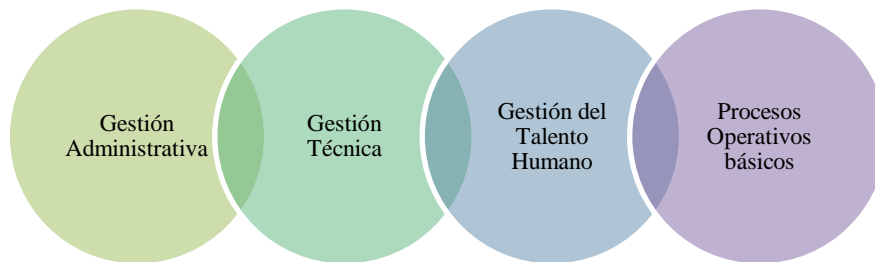 Gestión
Administrativa
Gestión
Técnica
Gestión del
Talento
Humano
Procesos
Operativos
básicos